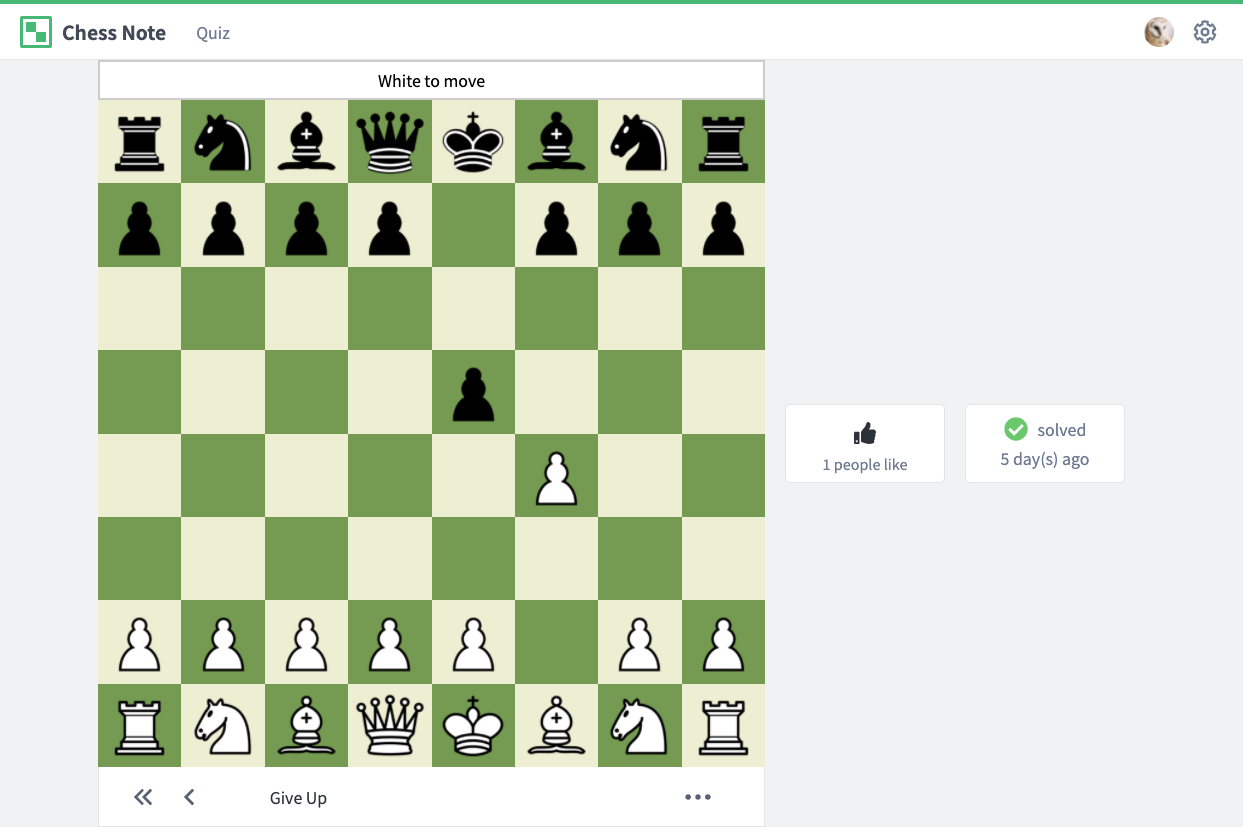 Chess Note
Quiz
White to move
1 people like
solved
5 day(s) ago
Give Up